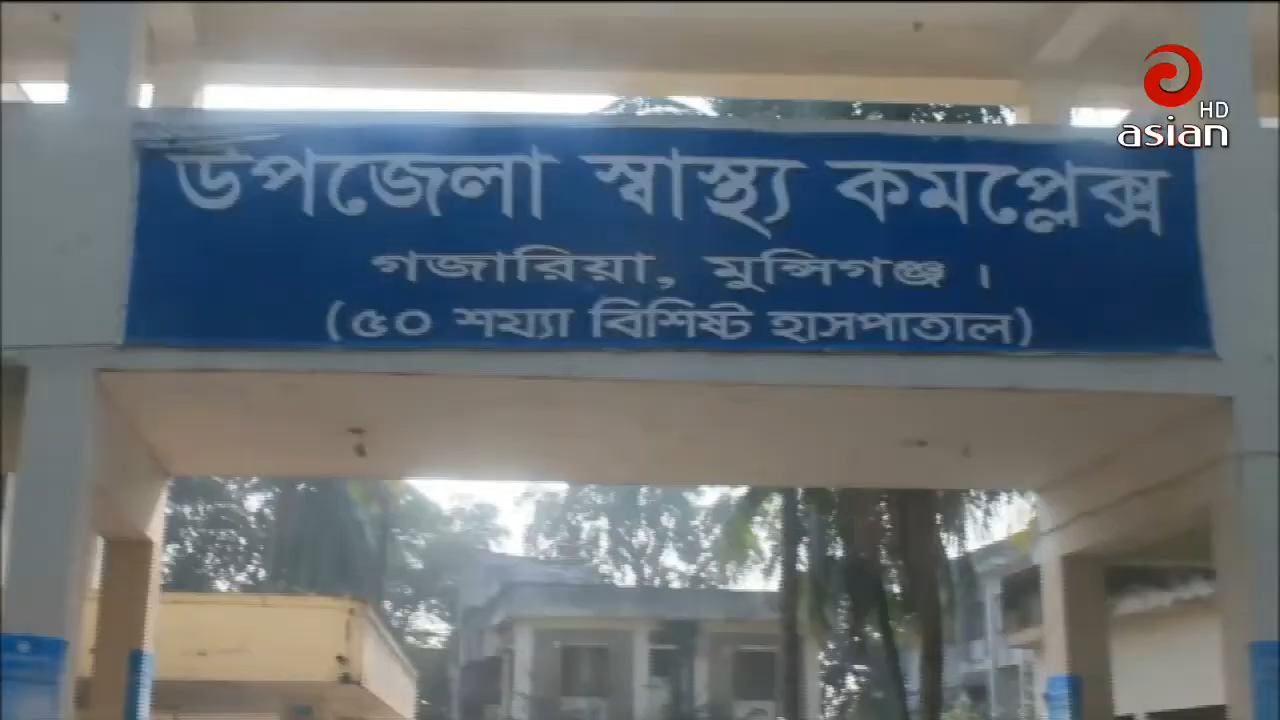 উপজেলা স্বাস্থ্য কমপ্লেক্স
গজারিয়া, মুন্সিগঞ্জ ।
(৫০ শয্যা বিশিষ্ট হাসপাতাল)
HD
asian